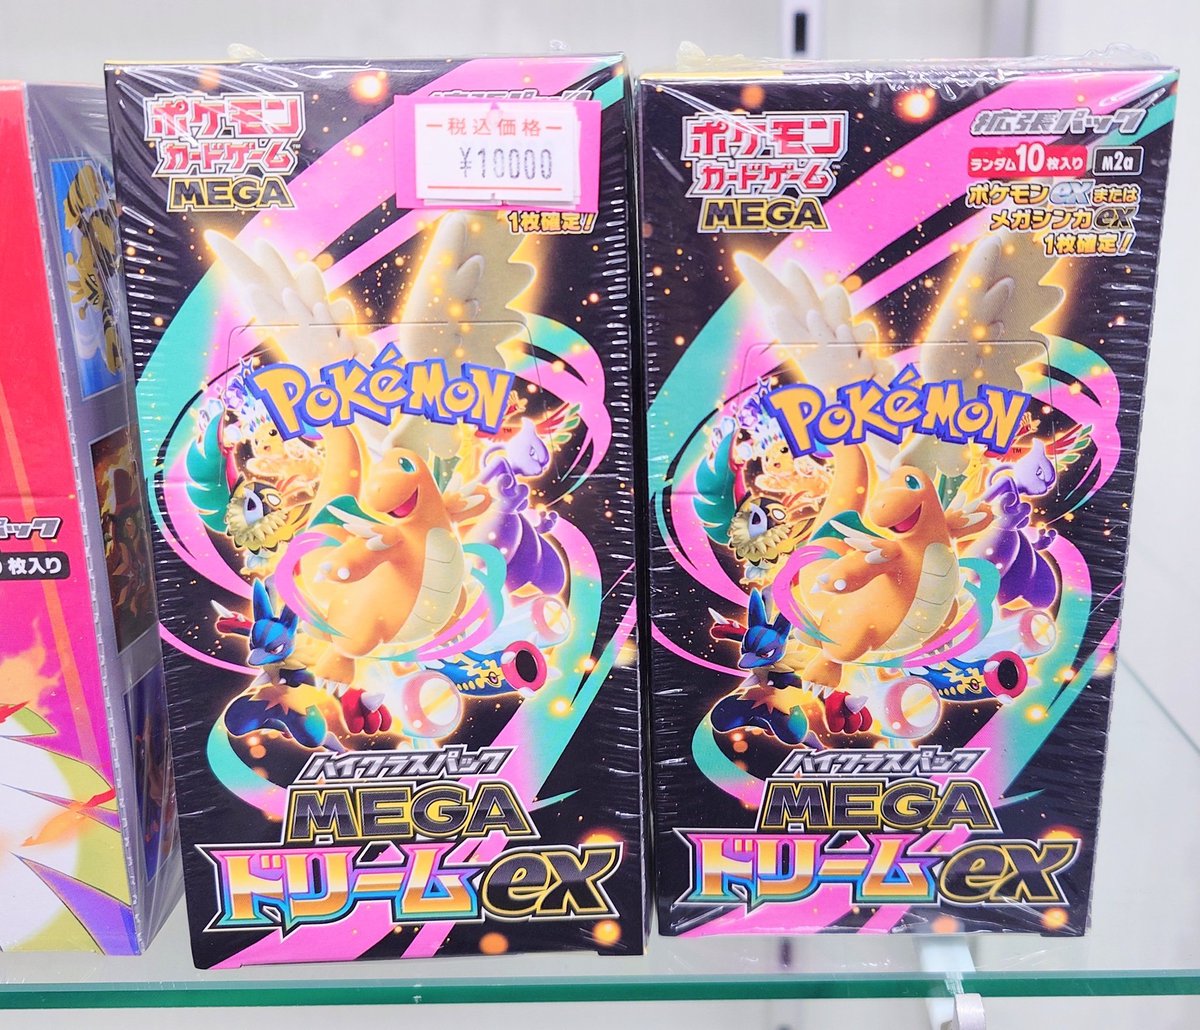 パック
枚入り
ポケモン
カードゲーム
MEGA
ー税込価格ー
¥10000
1枚確定!
POKéMON
ハイクラスパック
MEGA
ドリームex
ポケモン
カードゲーム™
MEGA
拡張パック
ランダム10枚入り
M2a
ポケモンexまたは
メガシンカex
1枚確定!
POKéMON™
ハイクラスパック
MEGA
ドリームex